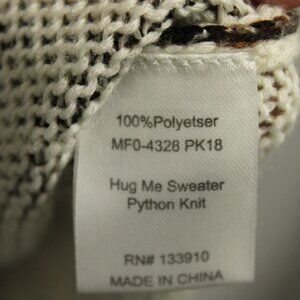 100%Polyetser
MF0-4328 PK18
Hug Me Sweater
Python Knit
RN# 133910
MADE IN CHINA